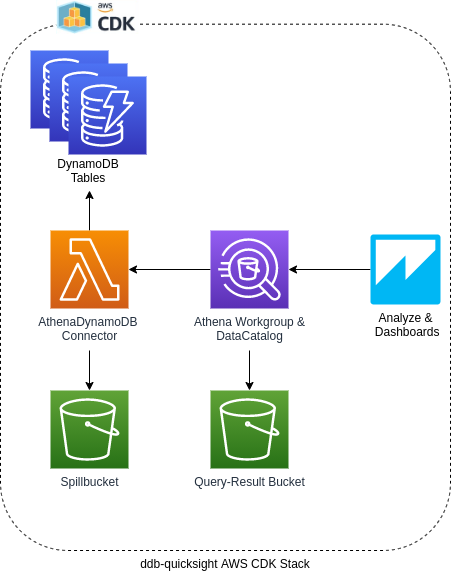 aws
CDK
DynamoDB
Tables
AthenaDynamoDB
Connector
Athena Workgroup &
DataCatalog
Analyze &
Dashboards
Spillbucket
Query-Result Bucket
ddb-quicksight AWS CDK Stack